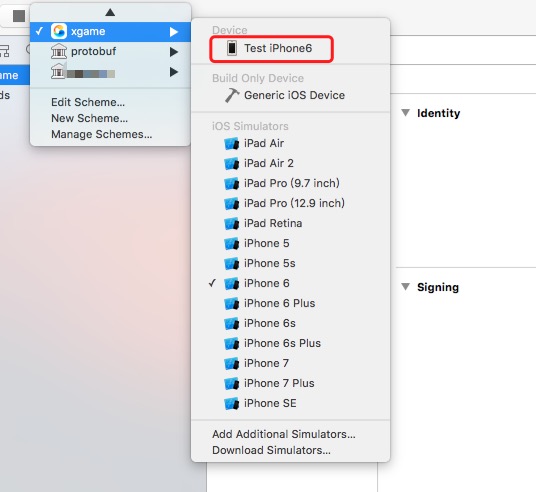 ✓ xgame
protobuf
Edit Scheme...
New Scheme...
Manage Schemes...
ame
ds
Device
Test iPhone6
Build Only Device
Generic iOS Device
iOS Simulators
iPad Air
iPad Air 2
iPad Pro (9.7 inch)
iPad Pro (12.9 inch)
iPad Retina
iPhone 5
iPhone 5s
✓ iPhone 6
iPhone 6 Plus
iPhone 6s
iPhone 6s Plus
iPhone 7
iPhone 7 Plus
iPhone SE
Add Additional Simulators...
Download Simulators...
Identity
Signing